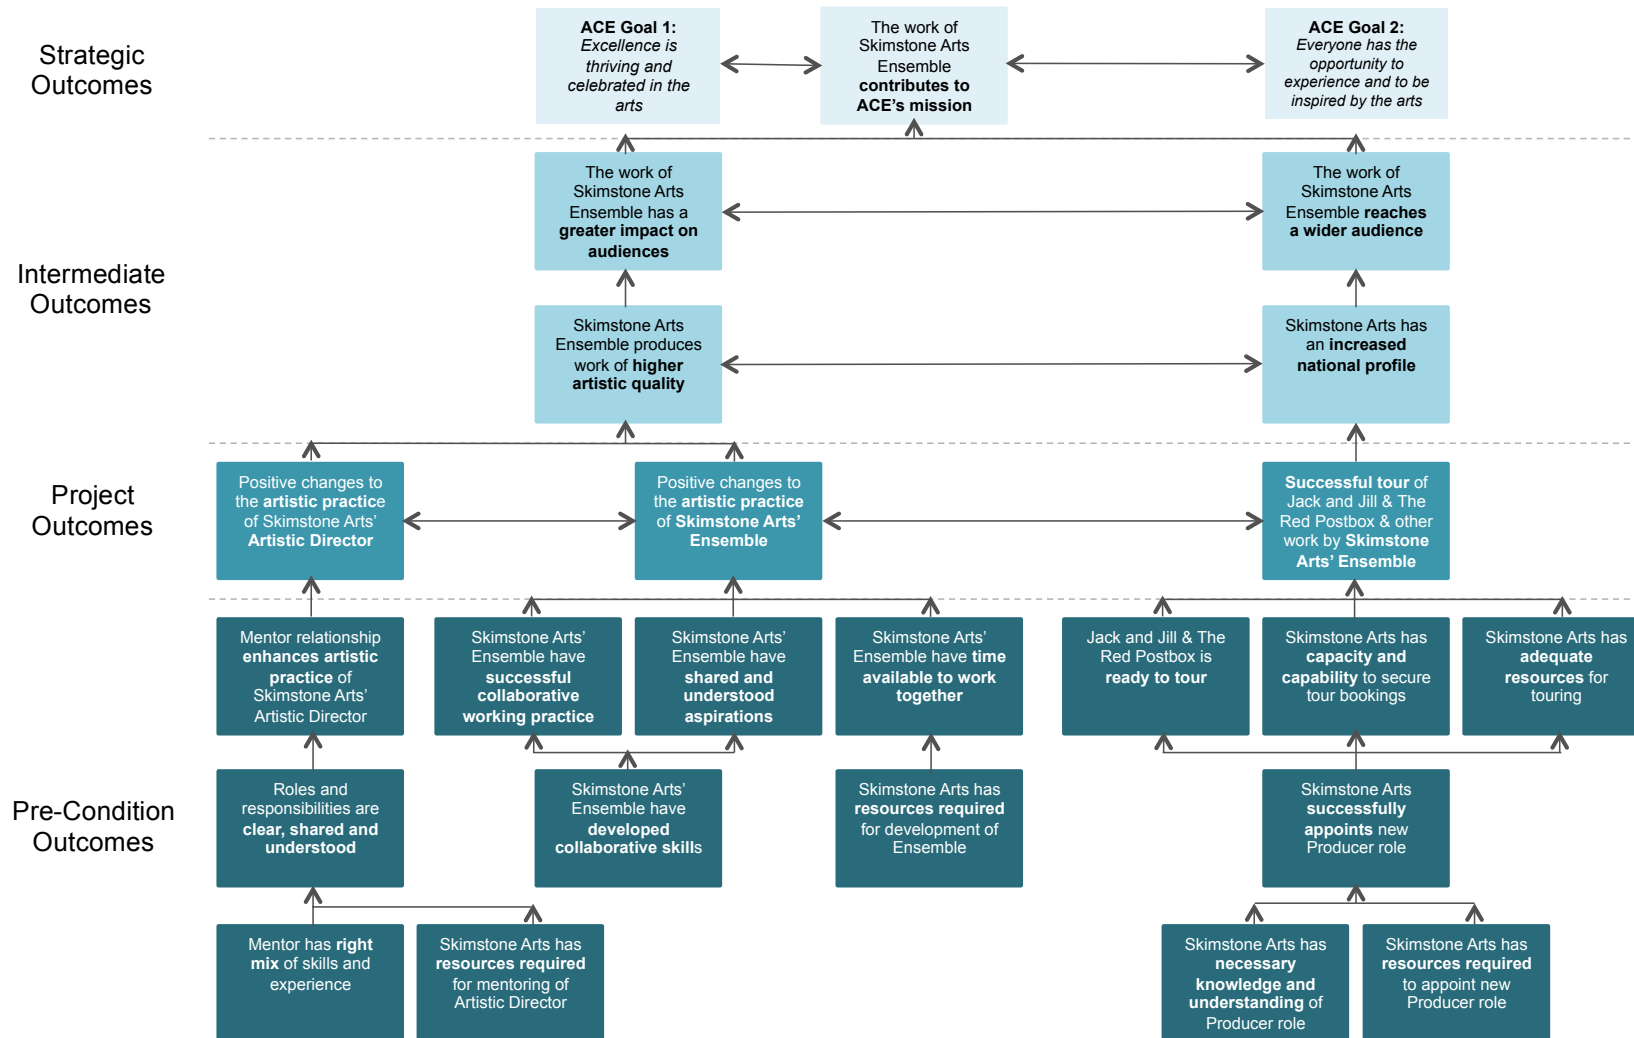 Strategic
Outcomes
ACE Goal 1:
Excellence is
thriving and
celebrated in the
arts
The work of
Skimstone Arts
Ensemble
contributes to
ACE's mission
ACE Goal 2:
Everyone has the
opportunity to
experience and to be
inspired by the arts
Intermediate
Outcomes
The work of
Skimstone Arts
Ensemble has a
greater impact on
audiences
The work of
Skimstone Arts
Ensemble reaches
a wider audience
Skimstone Arts
Ensemble produces
work of higher
artistic quality
Skimstone Arts has
an increased
national profile
Project
Outcomes
Positive changes to
the artistic practice
of Skimstone Arts'
Artistic Director
Positive changes to
the artistic practice
of Skimstone Arts'
Ensemble
Successful tour of
Jack and Jill & The
Red Postbox & other
work by Skimstone
Arts' Ensemble
Pre-Condition
Outcomes
Mentor relationship
enhances artistic
practice of
Skimstone Arts'
Artistic Director
Skimstone Arts'
Ensemble have
successful
collaborative
working practice
Skimstone Arts'
Ensemble have
shared and
understood
aspirations
Skimstone Arts'
Ensemble have time
available to work
together
Jack and Jill & The
Red Postbox is
ready to tour
Skimstone Arts has
capacity and
capability to secure
tour bookings
Skimstone Arts has
adequate
resources for
touring
Roles and
responsibilities are
clear, shared and
understood
Skimstone Arts'
Ensemble have
developed
collaborative skills
Skimstone Arts has
resources required
for development of
Ensemble
Skimstone Arts
successfully
appoints new
Producer role
Mentor has right
mix of skills and
experience
Skimstone Arts has
resources required
for mentoring of
Artistic Director
Skimstone Arts has
necessary
knowledge and
understanding of
Producer role
Skimstone Arts has
resources required
to appoint new
Producer role